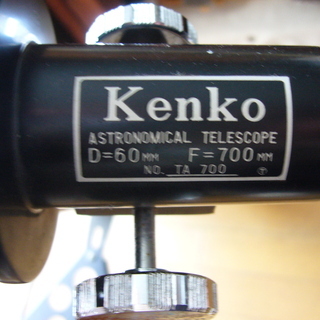 Kenko
ASTRONOMICAL TELESCOPE
D=60MM F=700MM
NO. TA 700